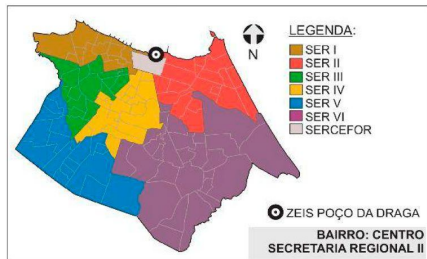 LEGENDA:
SER I
SER II
SER III
SER IV
SER V
SER VI
SERCEFOR
N
ZEIS POÇO DA DRAGA
BAIRRO: CENTRO
SECRETARIA REGIONAL II